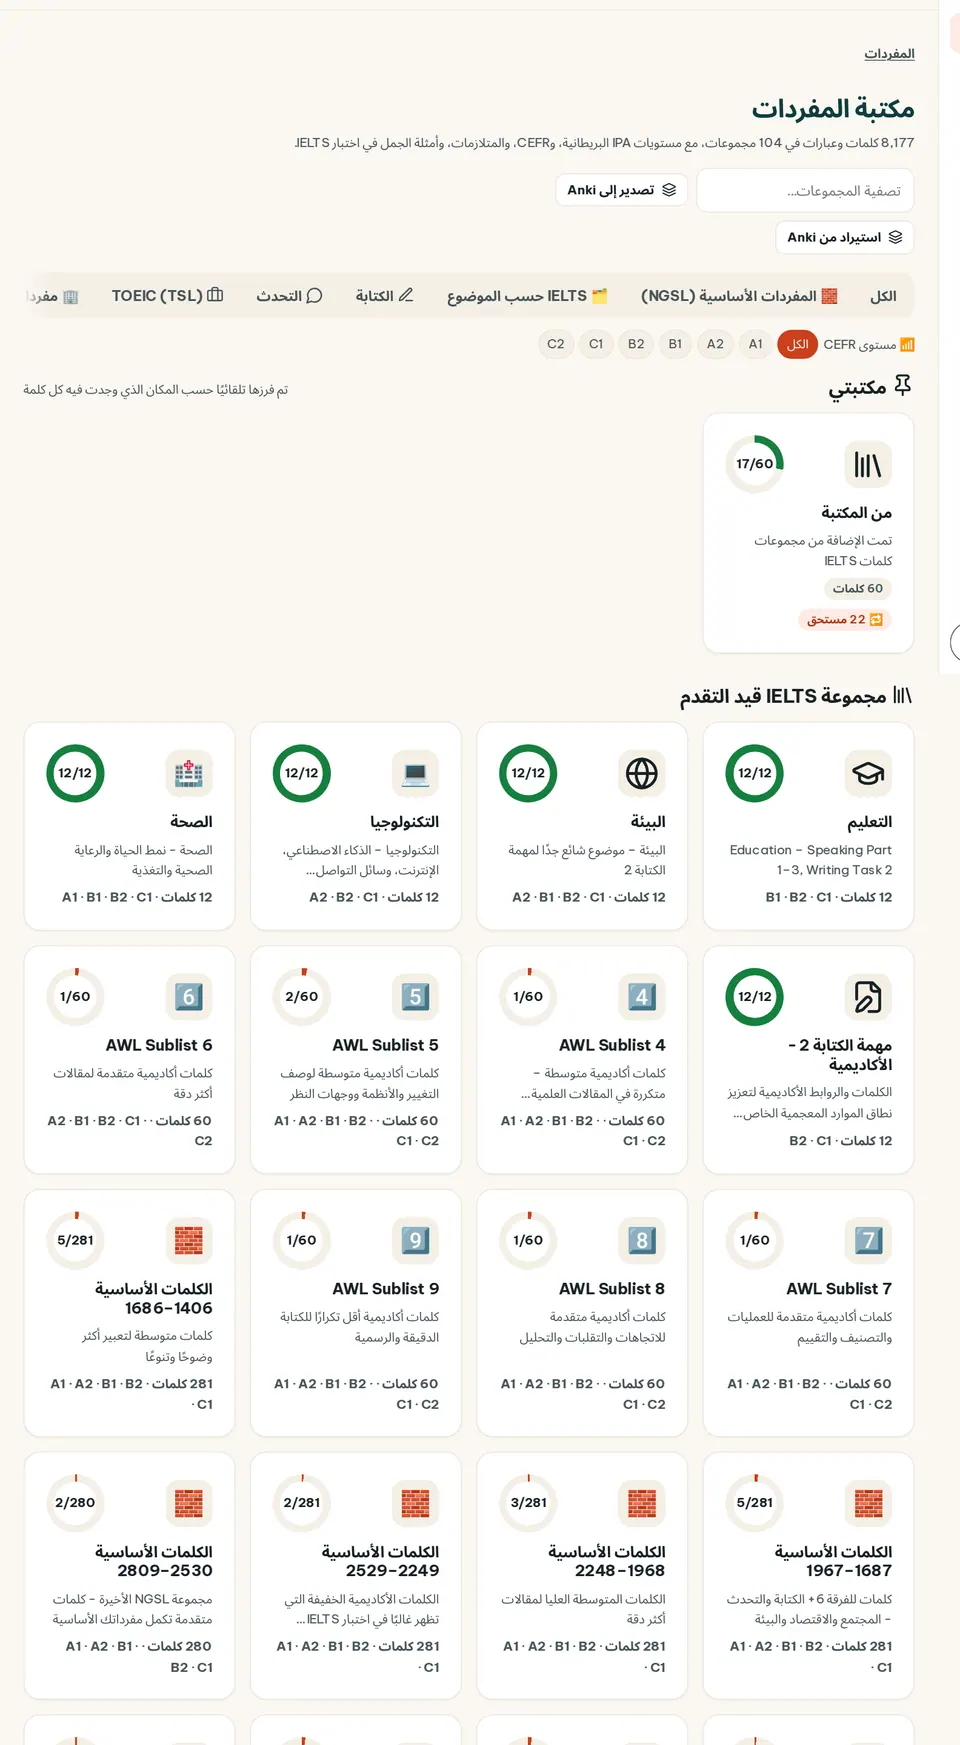 المفردات
مكتبة المفردات
8,177 كلمات وعبارات في 104 مجموعات، مع مستويات IPA البريطانية، وCEFR، والمتلازمات، وأمثلة الجمل في اختبار IELTS.
تصفية المجموعات...
تصدير إلى Anki
استيراد من Anki
الكل
المفردات الأساسية (NGSL)
IELTS حسب الموضوع
الكتابة
التحدث
TOEIC (TSL)
مستوى CEFR
الكل
A1
A2
B1
B2
C1
C2
مكتبتي
تم فرزها تلقائيًا حسب المكان الذي وجدت فيه كل كلمة
17/60
من المكتبة
تمت الإضافة من مجموعات
كلمات IELTS
60 كلمات
22 مستحق
مجموعة IELTS قيد التقدم
12/12
التعليم
Education – Speaking Part
1–3, Writing Task 2
12 كلمات · B1 · B2 · C1
12/12
البيئة
البيئة – موضوع شائع جدًا لمهمة
الكتابة 2
12 كلمات · A2 · B1 · B2 · C1
12/12
التكنولوجيا
التكنولوجيا – الذكاء الاصطناعي،
الإنترنت، وسائل التواصل...
12 كلمات · A2 · B2 · C1
12/12
الصحة
الصحة – نمط الحياة والرعاية
الصحية والتغذية
12 كلمات · A1 · B1 · B2 · C1
12/12
مهمة الكتابة 2 -
الأكاديمية
الكلمات والروابط الأكاديمية لتعزيز
نطاق الموارد المعجمية الخاص...
12 كلمات · B2 · C1
1/60
4
AWL Sublist 4
كلمات أكاديمية متوسطة –
متكررة في المقالات العلمية...
60 كلمات · A1 · A2 · B1 · B2 ·
C1 · C2
2/60
5
AWL Sublist 5
كلمات أكاديمية متوسطة لوصف
التغيير والأنظمة ووجهات النظر
60 كلمات · A1 · A2 · B1 · B2 ·
C1 · C2
1/60
6
AWL Sublist 6
كلمات أكاديمية متقدمة لمقالات
أكثر دقة
60 كلمات · A2 · B1 · B2 · C1 ·
C2
1/60
7
AWL Sublist 7
كلمات أكاديمية متقدمة للعمليات
والتصنيف والتقييم
60 كلمات · A1 · A2 · B1 · B2 ·
C1 · C2
1/60
8
AWL Sublist 8
كلمات أكاديمية متقدمة
للاتجاهات والتقلبات والتحليل
60 كلمات · A1 · A2 · B1 · B2 ·
C1 · C2
1/60
9
AWL Sublist 9
كلمات أكاديمية أقل تكرارًا للكتابة
الدقيقة والرسمية
60 كلمات · A1 · A2 · B1 · B2 ·
C1 · C2
5/281
الكلمات الأساسية
1406–1686
كلمات متوسطة لتعبير أكثر
وضوحًا وتنوعًا
281 كلمات · A1 · A2 · B1 · B2
· C1
5/281
الكلمات الأساسية
1687–1967
كلمات للفرقة 6+ الكتابة والتحدث
– المجتمع والاقتصاد والبيئة
281 كلمات · A1 · A2 · B1 · B2
· C1
3/281
الكلمات الأساسية
1968–2248
الكلمات المتوسطة العليا لمقالات
أكثر دقة
281 كلمات · A1 · A2 · B1 · B2
· C1
2/281
الكلمات الأساسية
2249–2529
الكلمات الأكاديمية الخفيفة التي
تظهر غالبًا في اختبار IELTS...
281 كلمات · A1 · A2 · B1 · B2
· C1
2/280
الكلمات الأساسية
2530–2809
مجموعة NGSL الأخيرة – كلمات
متقدمة تكمل مفرداتك الأساسية
280 كلمات · A1 · A2 · B1 ·
B2 · C1